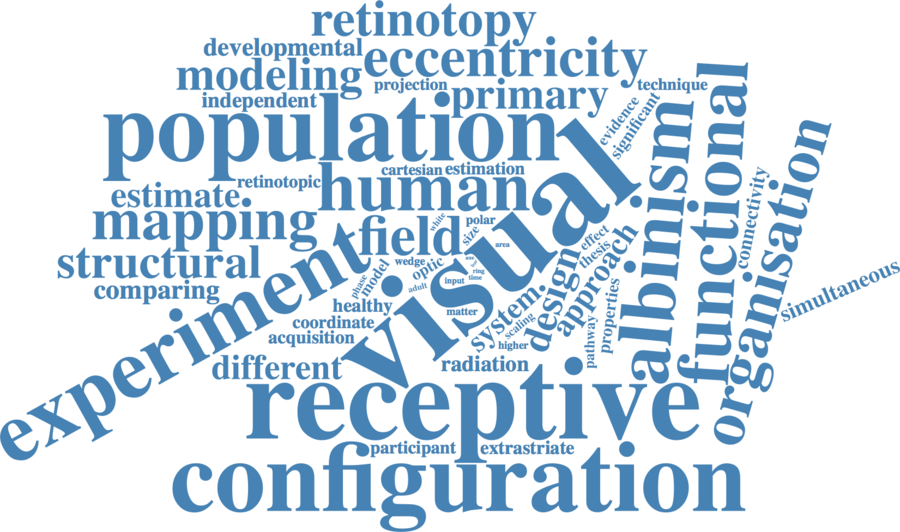 retinotopy
developmental
eccentricity
modeling
projection
technique
independent
primary
evidence
significant
population
functional
albinism
organisation
cartesian estimation
retinotopic
human
estimate
connectivity
mapping
white
polar
field
size
visual
area
effect
thesis
approach
structural
experiment
wedge
optic
model
phase
ring
time
input
adult
comparing
healthy
matter
system.
design
scaling
properties
pathway
simultaneous
coordinate
acquisition
higher
different
radiation
receptive
participant
extrastriate
configuration